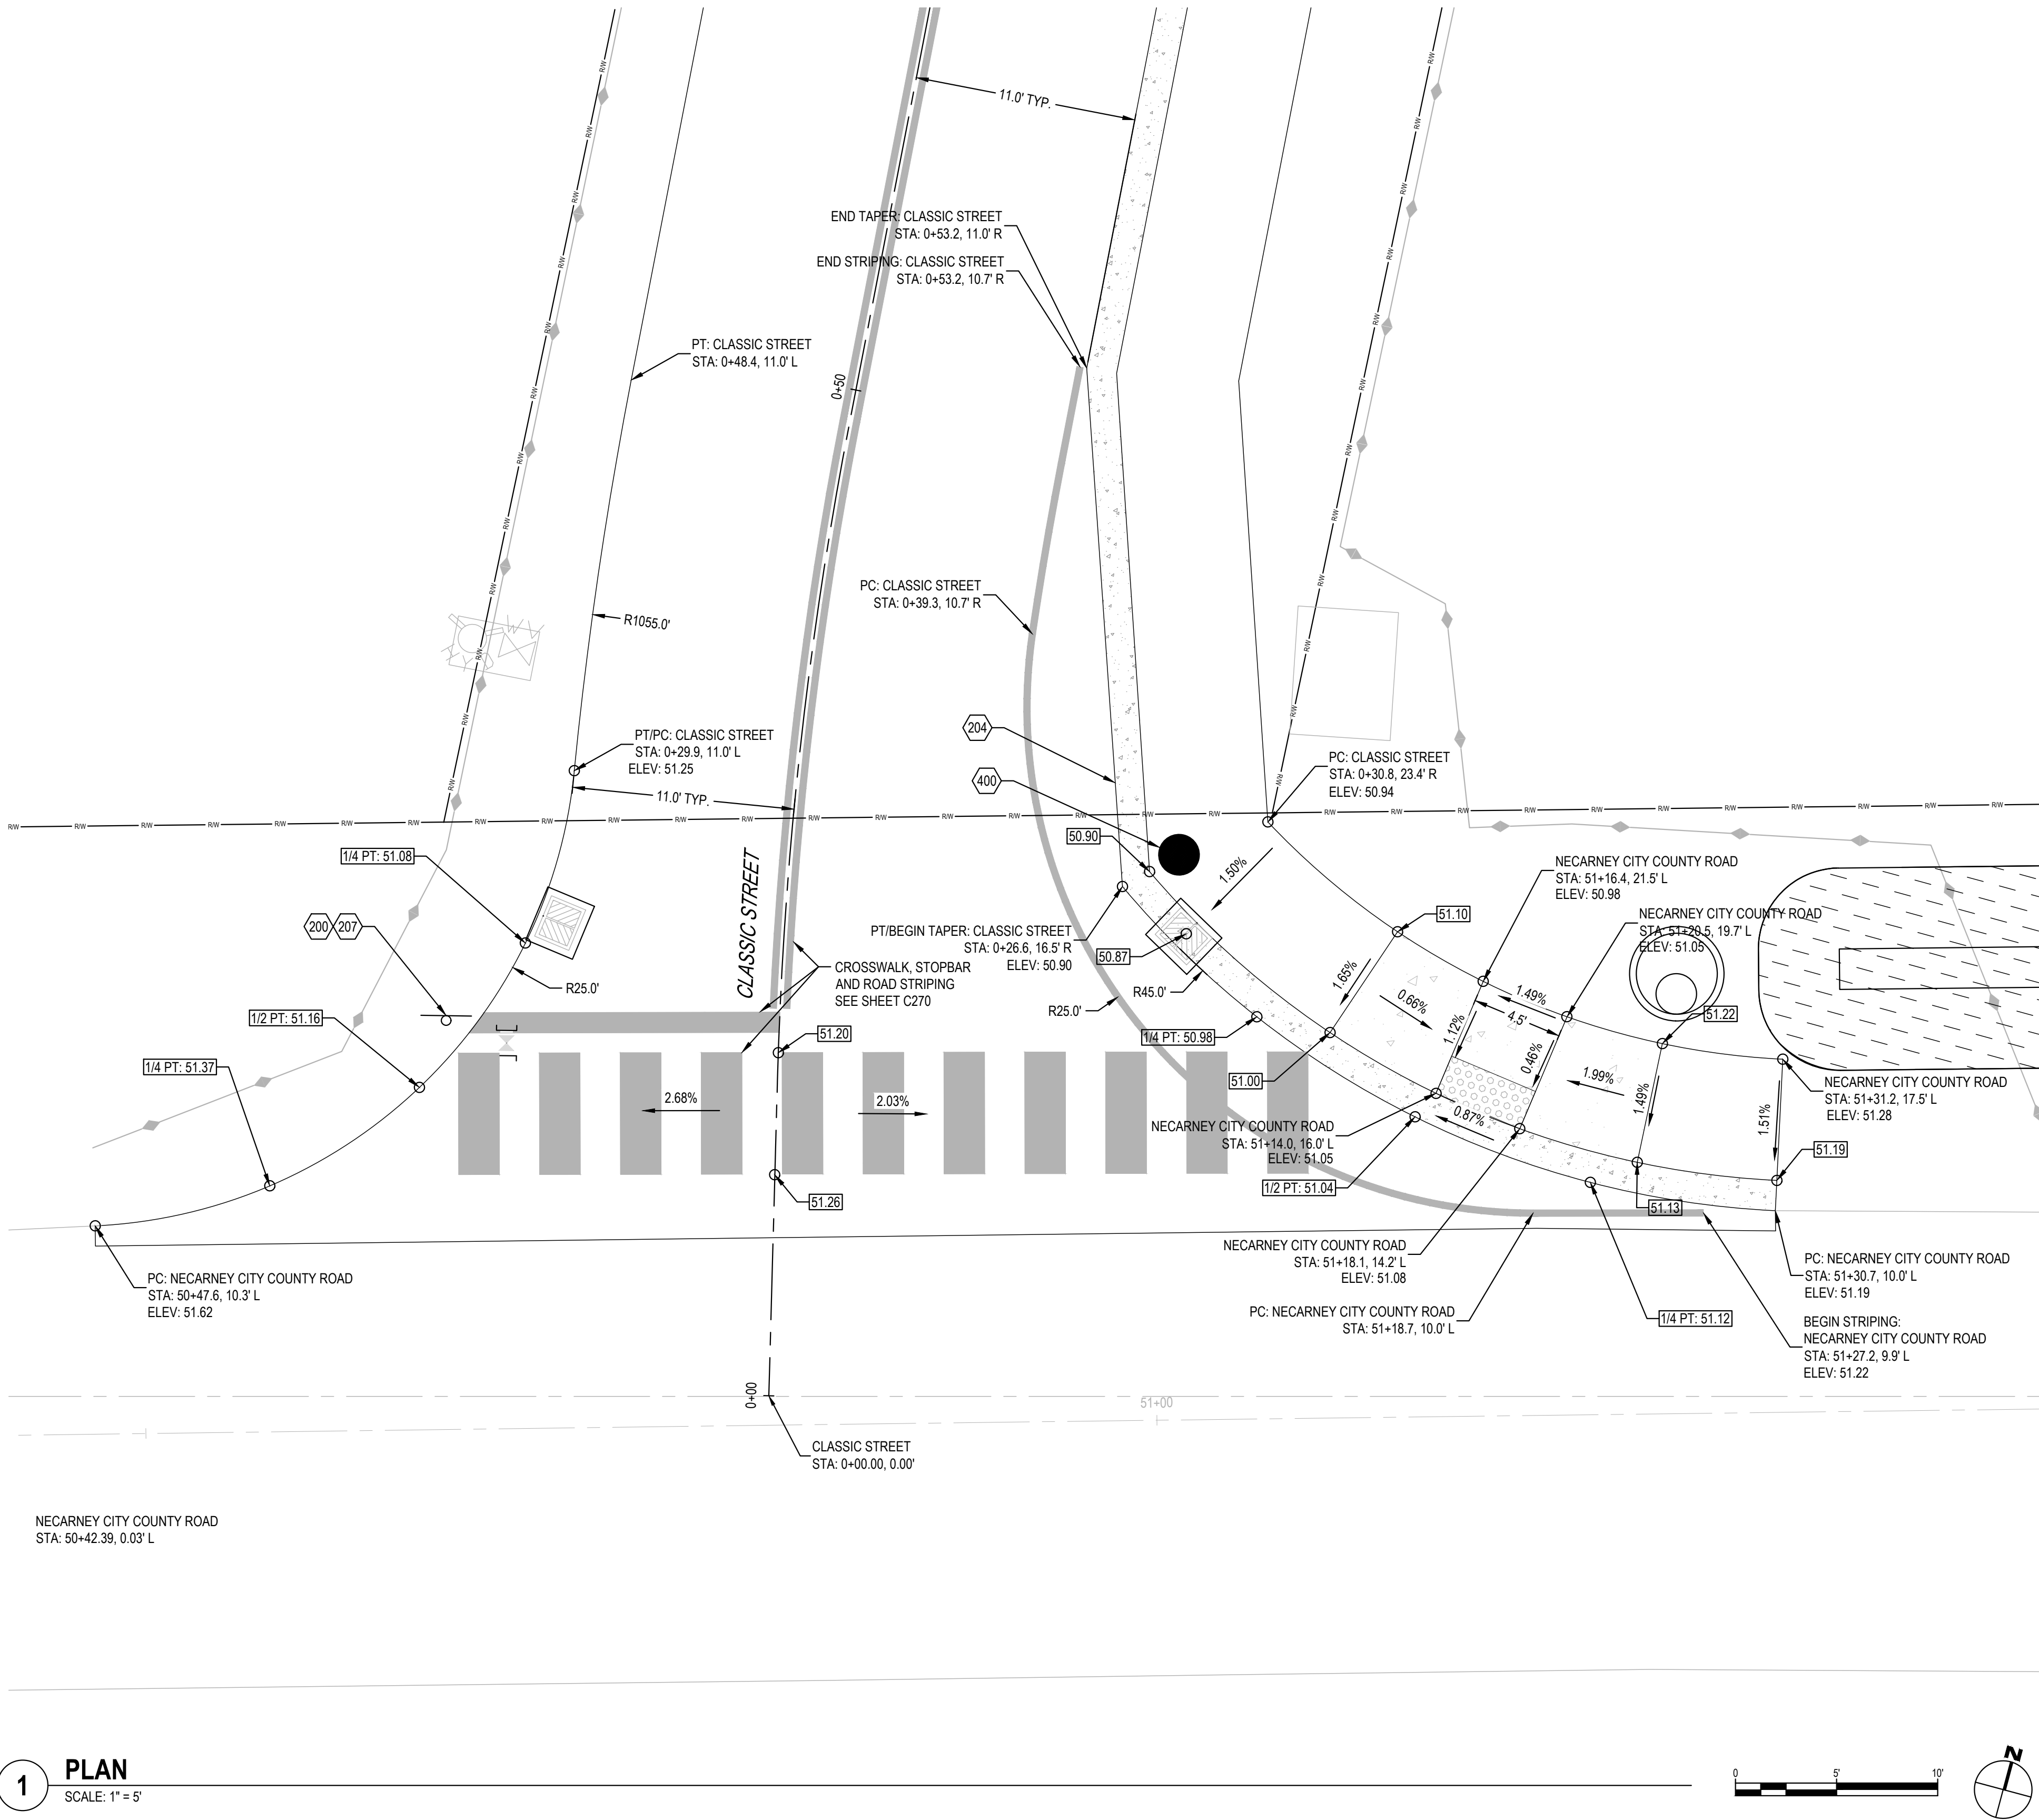 11.0' TYP.
END TAPER: CLASSIC STREET
STA: 0+53.2, 11.0' R
END STRIPING: CLASSIC STREET
STA: 0+53.2, 10.7' R
PT: CLASSIC STREET
STA: 0+48.4, 11.0' L
0+50
PC: CLASSIC STREET
STA: 0+39.3, 10.7' R
R1055.0'
204
PT/PC: CLASSIC STREET
STA: 0+29.9, 11.0' L
ELEV: 51.25
400
PC: CLASSIC STREET
STA: 0+30.8, 23.4' R
ELEV: 50.94
11.0' TYP.
R/W
50.90
1/4 PT: 51.08
1.50%
NECARNEY CITY COUNTY ROAD
STA: 51+16.4, 21.5' L
ELEV: 50.98
51.10
NECARNEY CITY COUNTY ROAD
STA: 51+20.5, 19.7' L
ELEV: 51.05
200
207
CLASSIC STREET
PT/BEGIN TAPER: CLASSIC STREET
STA: 0+26.6, 16.5' R
ELEV: 50.90
50.87
CROSSWALK, STOPBAR
AND ROAD STRIPING
SEE SHEET C270
R25.0'
R45.0'
R25.0'
1.65%
0.66%
1.49%
4.5'
51.22
1/2 PT: 51.16
51.20
1/4 PT: 50.98
1.12%
0.46%
1/4 PT: 51.37
51.00
1.99%
1.49%
NECARNEY CITY COUNTY ROAD
STA: 51+31.2, 17.5' L
ELEV: 51.28
2.68%
2.03%
0.87%
1.51%
NECARNEY CITY COUNTY ROAD
STA: 51+14.0, 16.0' L
ELEV: 51.05
51.19
1/2 PT: 51.04
51.26
51.13
NECARNEY CITY COUNTY ROAD
STA: 51+18.1, 14.2' L
ELEV: 51.08
PC: NECARNEY CITY COUNTY ROAD
STA: 50+47.6, 10.3' L
ELEV: 51.62
PC: NECARNEY CITY COUNTY ROAD
STA: 51+30.7, 10.0' L
ELEV: 51.19
PC: NECARNEY CITY COUNTY ROAD
STA: 51+18.7, 10.0' L
1/4 PT: 51.12
BEGIN STRIPING:
NECARNEY CITY COUNTY ROAD
STA: 51+27.2, 9.9' L
ELEV: 51.22
0+00
51+00
CLASSIC STREET
STA: 0+00.00, 0.00'
NECARNEY CITY COUNTY ROAD
STA: 50+42.39, 0.03' L
1
PLAN
SCALE: 1" = 5'
0
5'
10'
N